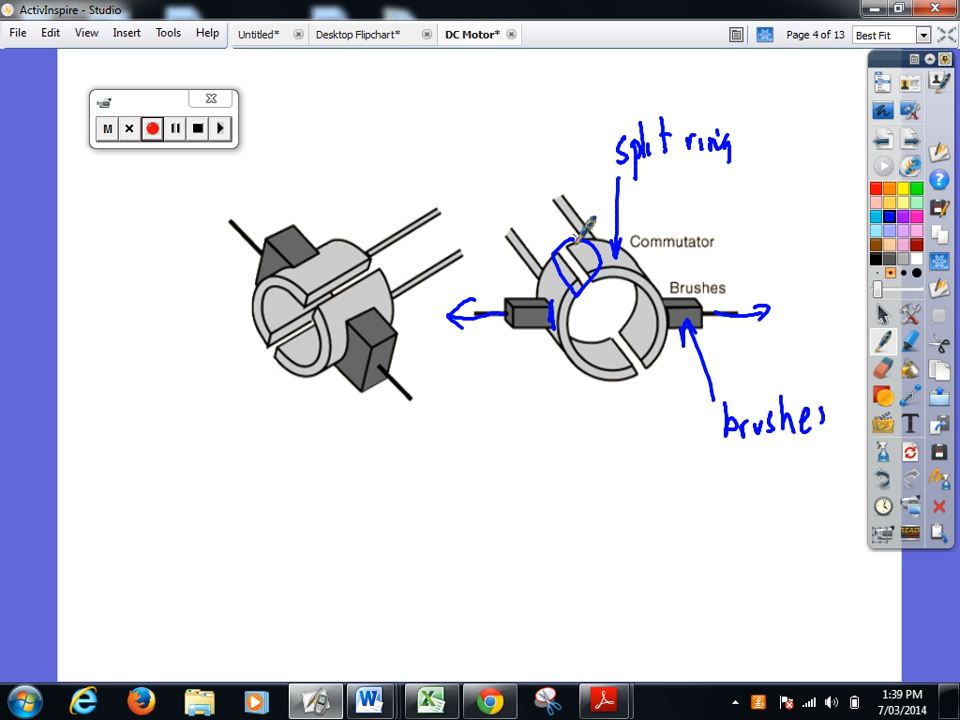 ActivInspire - Studio
File Edit View Insert Tools Help Untitled* Desktop Flipchart* DC Motor* Page 4 of 13 Best Fit
M
split ring
Commutator
Brushes
brushes
T
READ
W
1:39 PM
7/03/2014